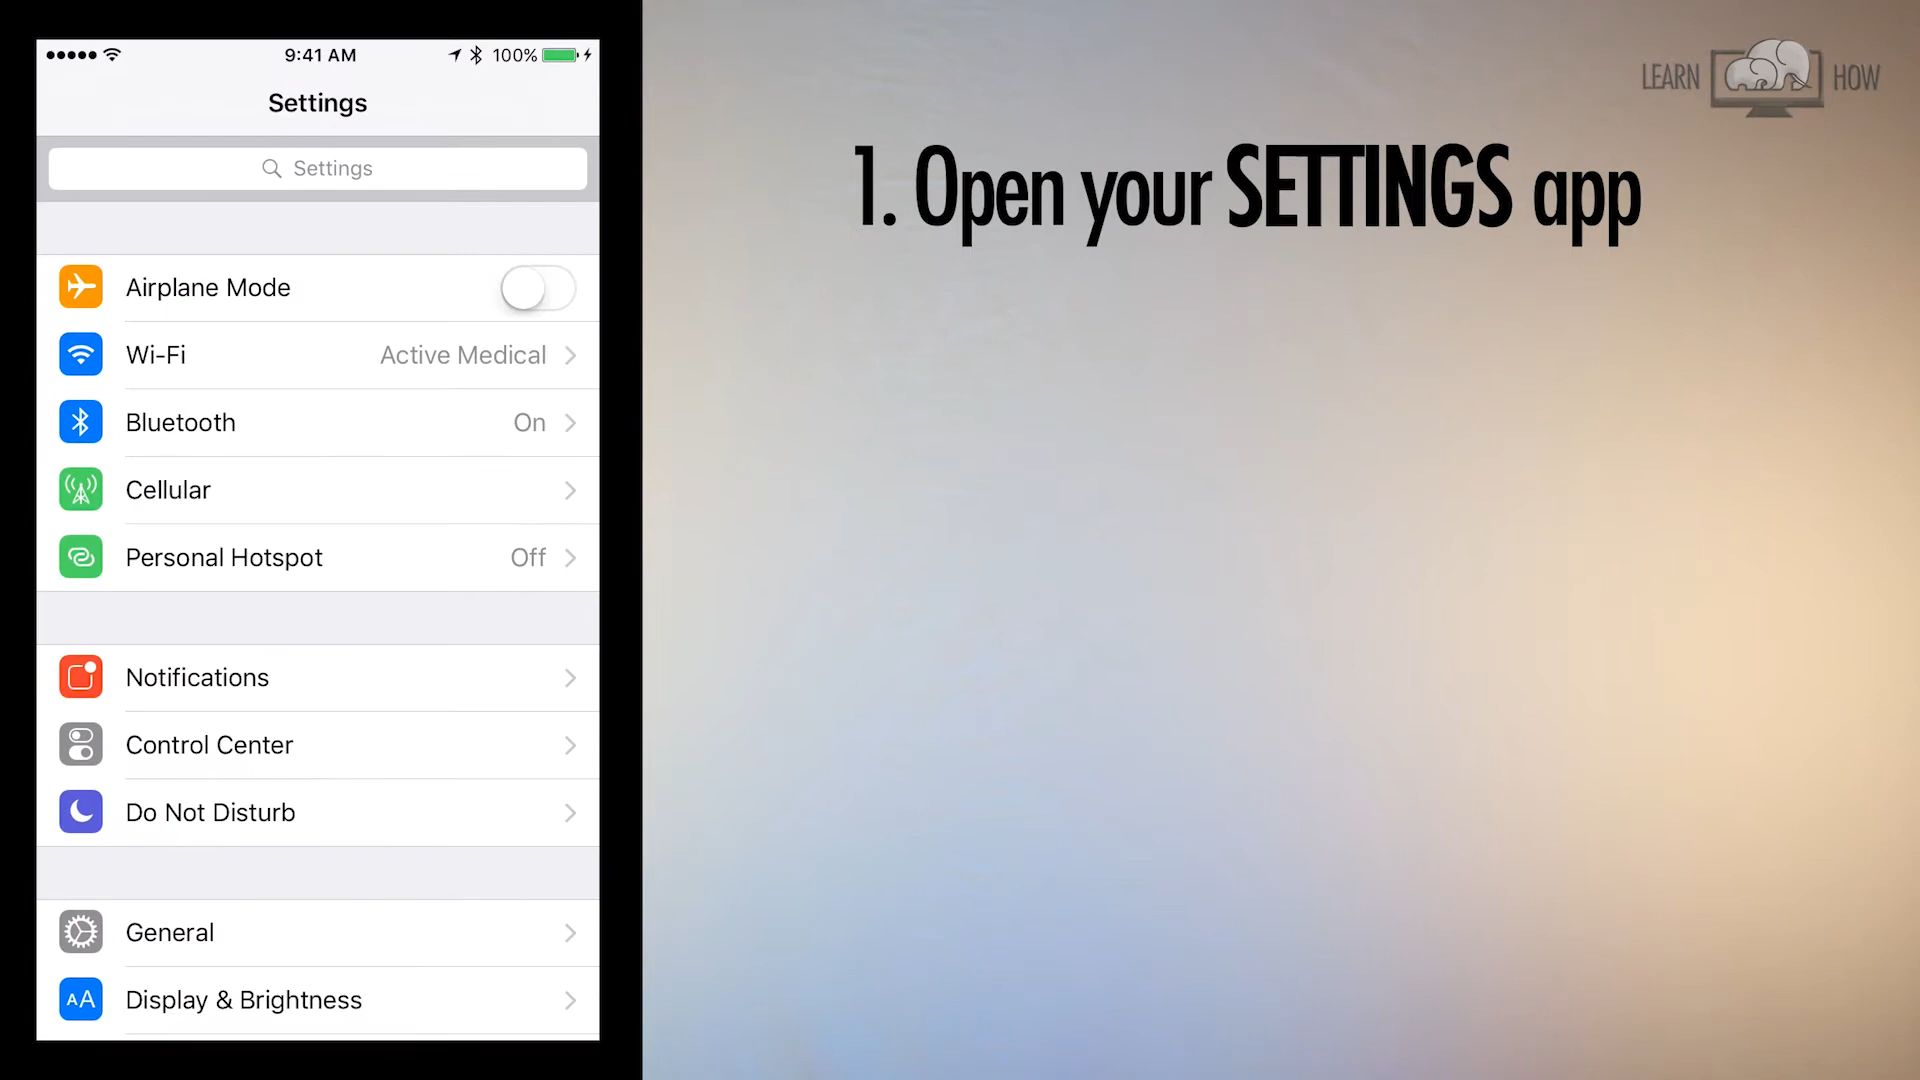 9:41 AM
100%
Settings
Settings
Airplane Mode
Wi-Fi Active Medical
Bluetooth On
Cellular
Personal Hotspot Off
Notifications
Control Center
Do Not Disturb
General
AA Display & Brightness
LEARN HOW
1. Open your SETTINGS app